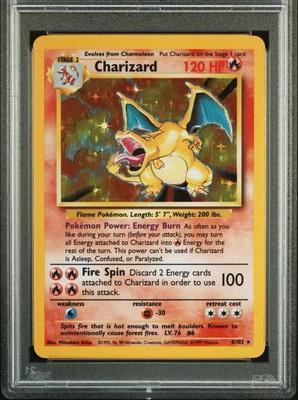 Evolves from Charmeleon Put Charizard on the Stage 1 card
STAGE 2 Charizard 120 HP
Flame Pokémon. Length: 5' 7", Weight: 200 lbs.
Pokémon Power: Energy Burn As often as you
like during your turn (before your attack), you may turn
all Energy attached to Charizard into Energy for the
rest of the turn. This power can't be used if Charizard
is Asleep, Confused, or Paralyzed.
Fire Spin Discard 2 Energy cards
attached to Charizard in order to use
this attack. 100
weakness resistance retreat cost
-30
Spits fire that is hot enough to melt boulders. Known to
unintentionally cause forest fires. LV. 76 #6
Illus. Mitsuhiro Arita ©1995, 96, 98 Nintendo, Creatures, GAMEFREAK. ©1999 Wizards. 4/102 ★